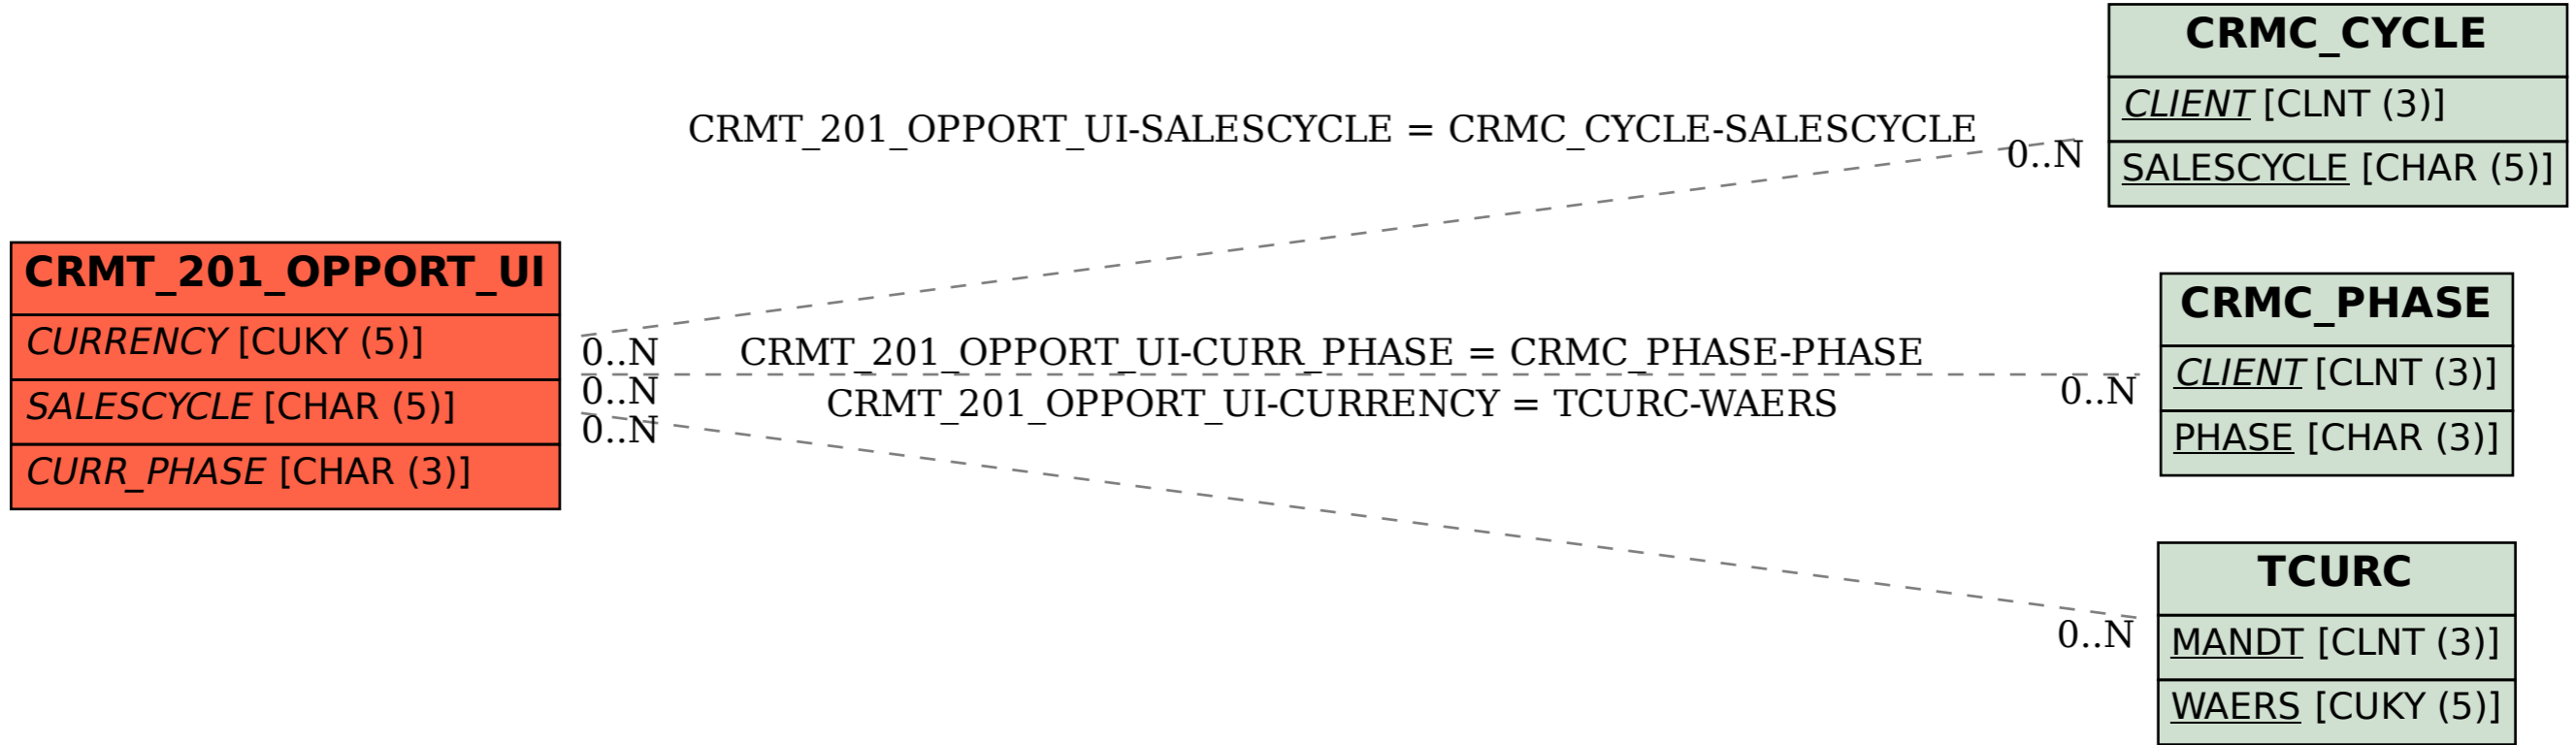 CRMC_CYCLE
CLIENT [CLNT (3)]
SALESCYCLE [CHAR (5)]
CRMT_201_OPPORT_UI-SALESCYCLE = CRMC_CYCLE-SALESCYCLE
0..N
CRMT_201_OPPORT_UI
CURRENCY [CUKY (5)]
SALESCYCLE [CHAR (5)]
CURR_PHASE [CHAR (3)]
0..N
0..N
0..N
CRMT_201_OPPORT_UI-CURR_PHASE = CRMC_PHASE-PHASE
CRMT_201_OPPORT_UI-CURRENCY = TCURC-WAERS
0..N
CRMC_PHASE
CLIENT [CLNT (3)]
PHASE [CHAR (3)]
0..N
TCURC
MANDT [CLNT (3)]
WAERS [CUKY (5)]